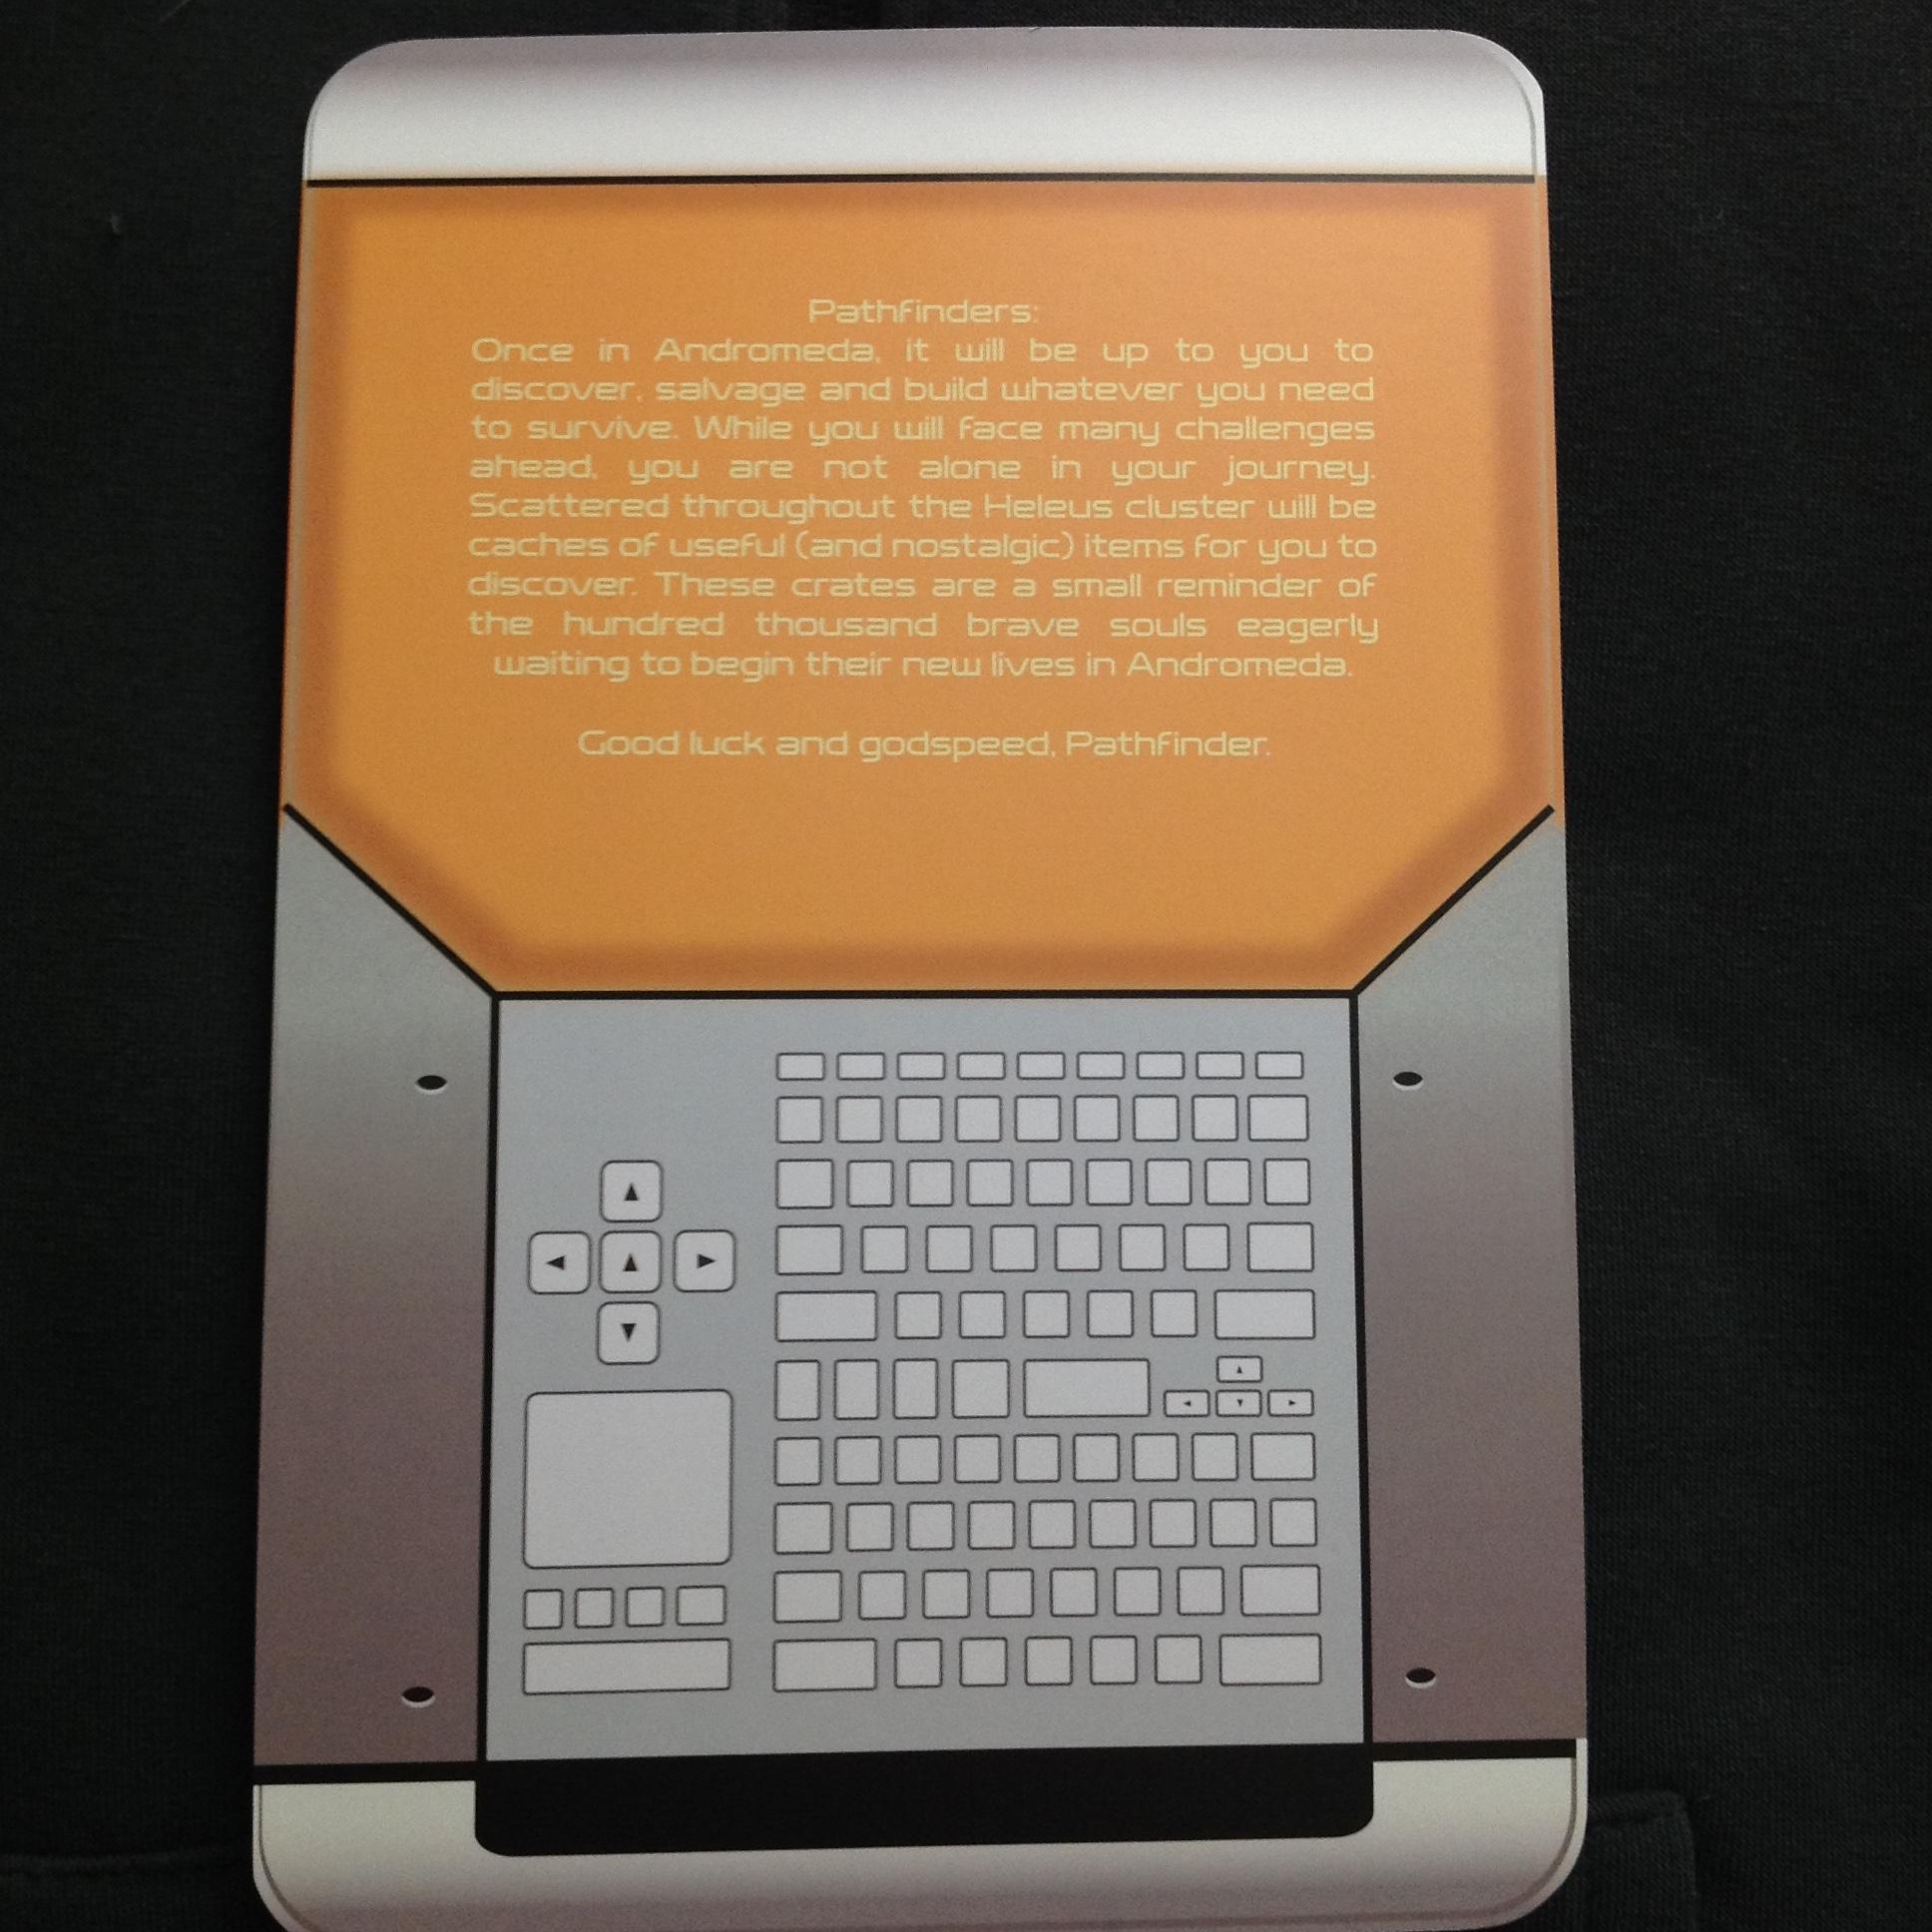 Pathfinders:
Once in Andromeda, it will be up to you to
discover, salvage and build whatever you need
to survive. While you will face many challenges
ahead, you are not alone in your journey.
Scattered throughout the Heleus cluster will be
caches of useful (and nostalgic) items for you to
discover. These crates are a small reminder of
the hundred thousand brave souls eagerly
waiting to begin their new lives in Andromeda.
Good luck and godspeed, Pathfinder.